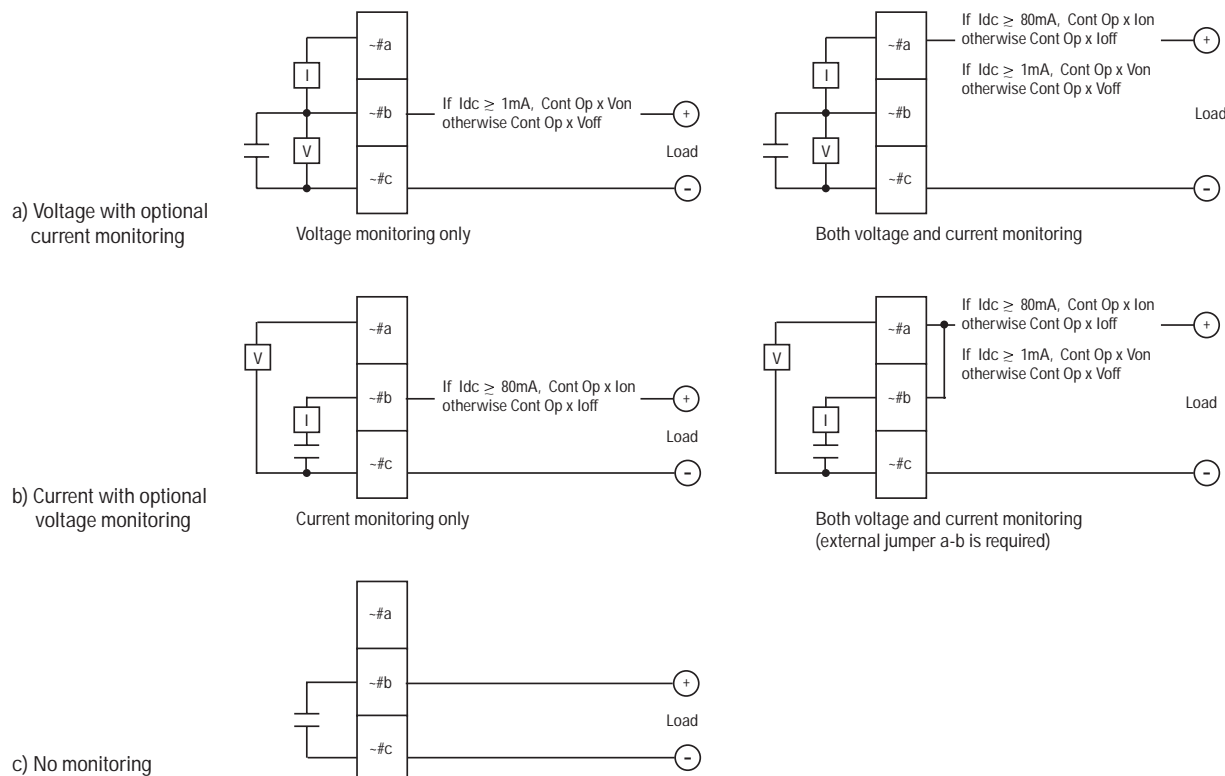 ~#a
I
~#b
If Idc ≥ 1mA, Cont Op x Von
otherwise Cont Op x Voff
+
V
Load
~#c
-
a) Voltage with optional
current monitoring
Voltage monitoring only
If Idc ≥ 80mA, Cont Op x Ion
otherwise Cont Op x Ioff
+
~#a
I
If Idc ≥ 1mA, Cont Op x Von
otherwise Cont Op x Voff
Load
~#b
V
~#c
-
Both voltage and current monitoring
~#a
V
~#b
If Idc ≥ 80mA, Cont Op x Ion
otherwise Cont Op x Ioff
+
I
Load
~#c
-
b) Current with optional
voltage monitoring
Current monitoring only
~#a
If Idc ≥ 80mA, Cont Op x Ion
otherwise Cont Op x Ioff
+
V
If Idc ≥ 1mA, Cont Op x Von
otherwise Cont Op x Voff
~#b
Load
I
~#c
-
Both voltage and current monitoring
(external jumper a-b is required)
~#a
~#b
+
Load
~#c
-
c) No monitoring